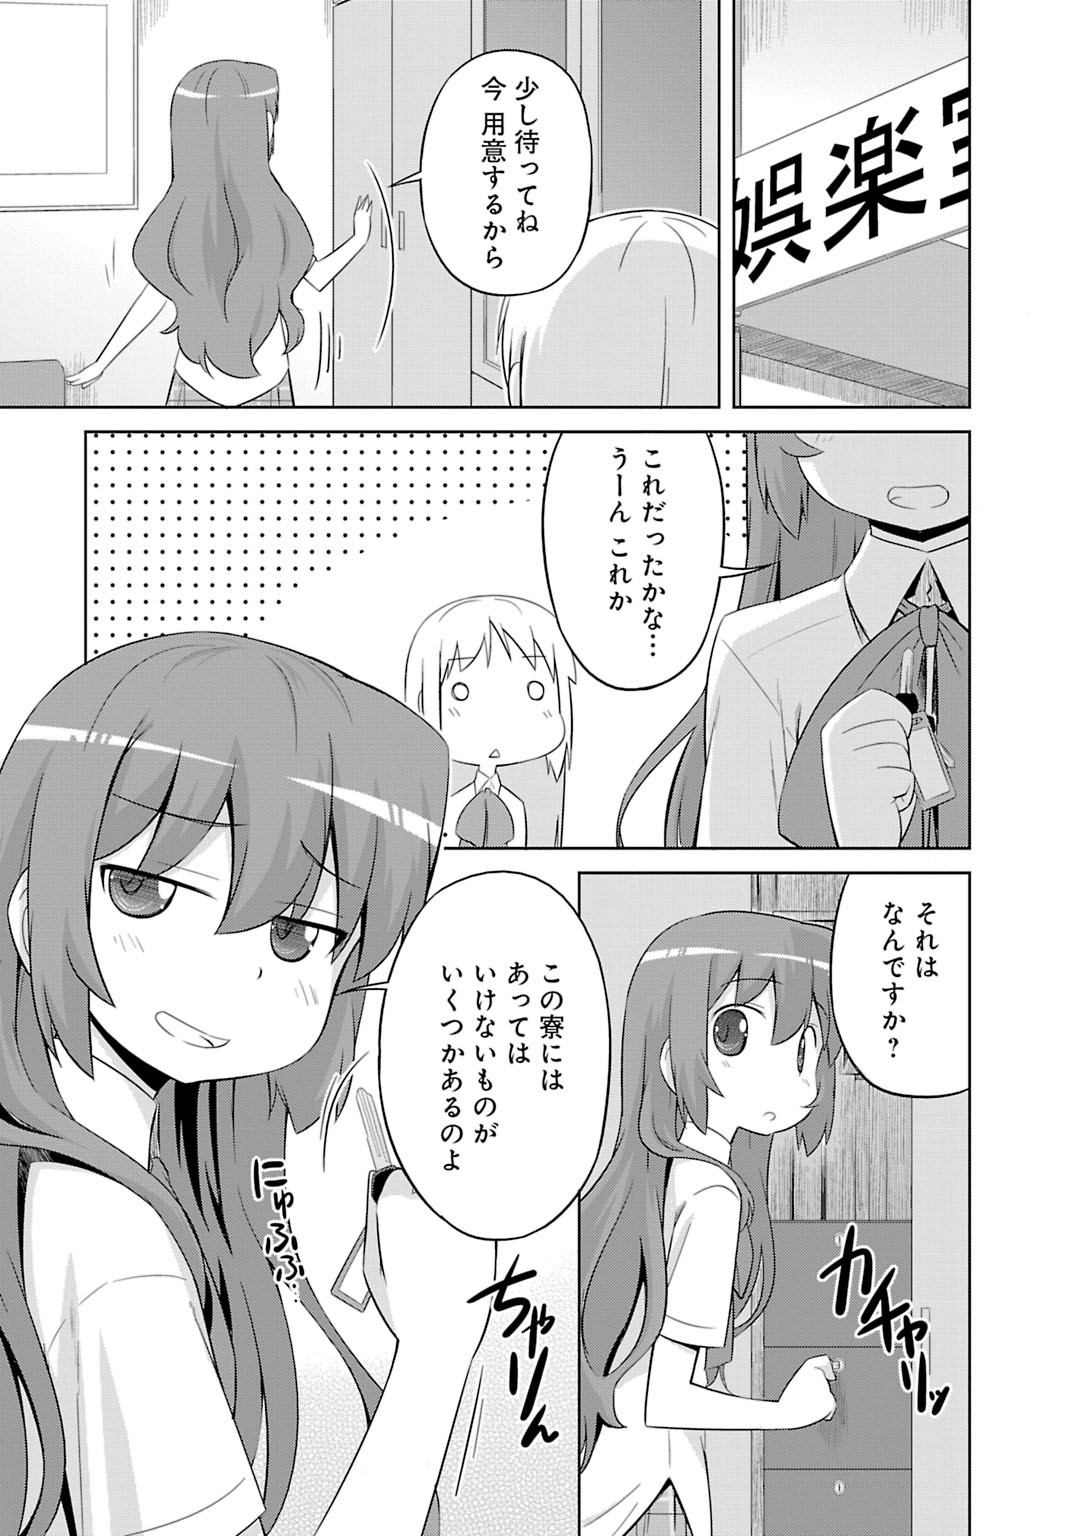 娯楽室
少し待ってね
今 用意するから
これだったかな…
うーん これか
それは
なんですか？
カチャリッ
この寮には
あっては
いけないものが
いくつかあるのよ
にゅふふふ…
ちゃりん